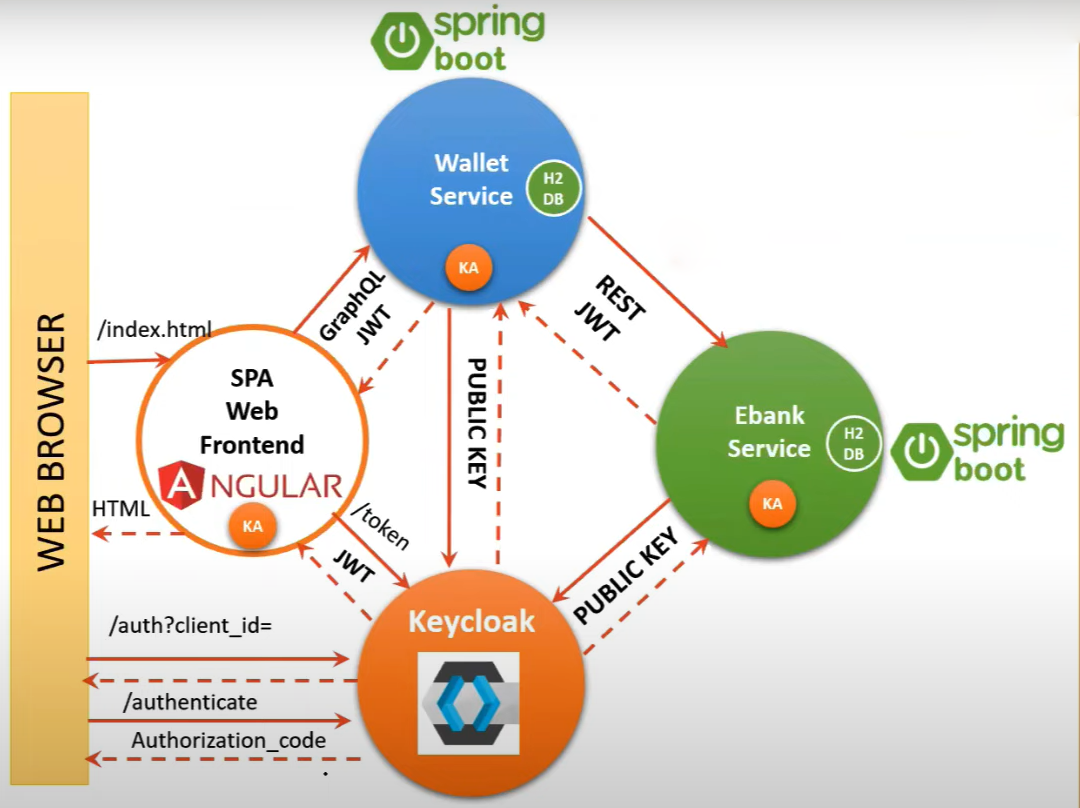 spring
boot
Wallet
Service
H2
DB
KA
GraphQL
JWT
REST
JWT
/index.html
WEB BROWSER
SPA
Web
Frontend
ANGULAR
KA
HTML
PUBLIC KEY
Ebank
Service
H2
DB
KA
spring
boot
/token
JWT
PUBLIC KEY
Keycloak
/auth?client_id=
/authenticate
Authorization_code